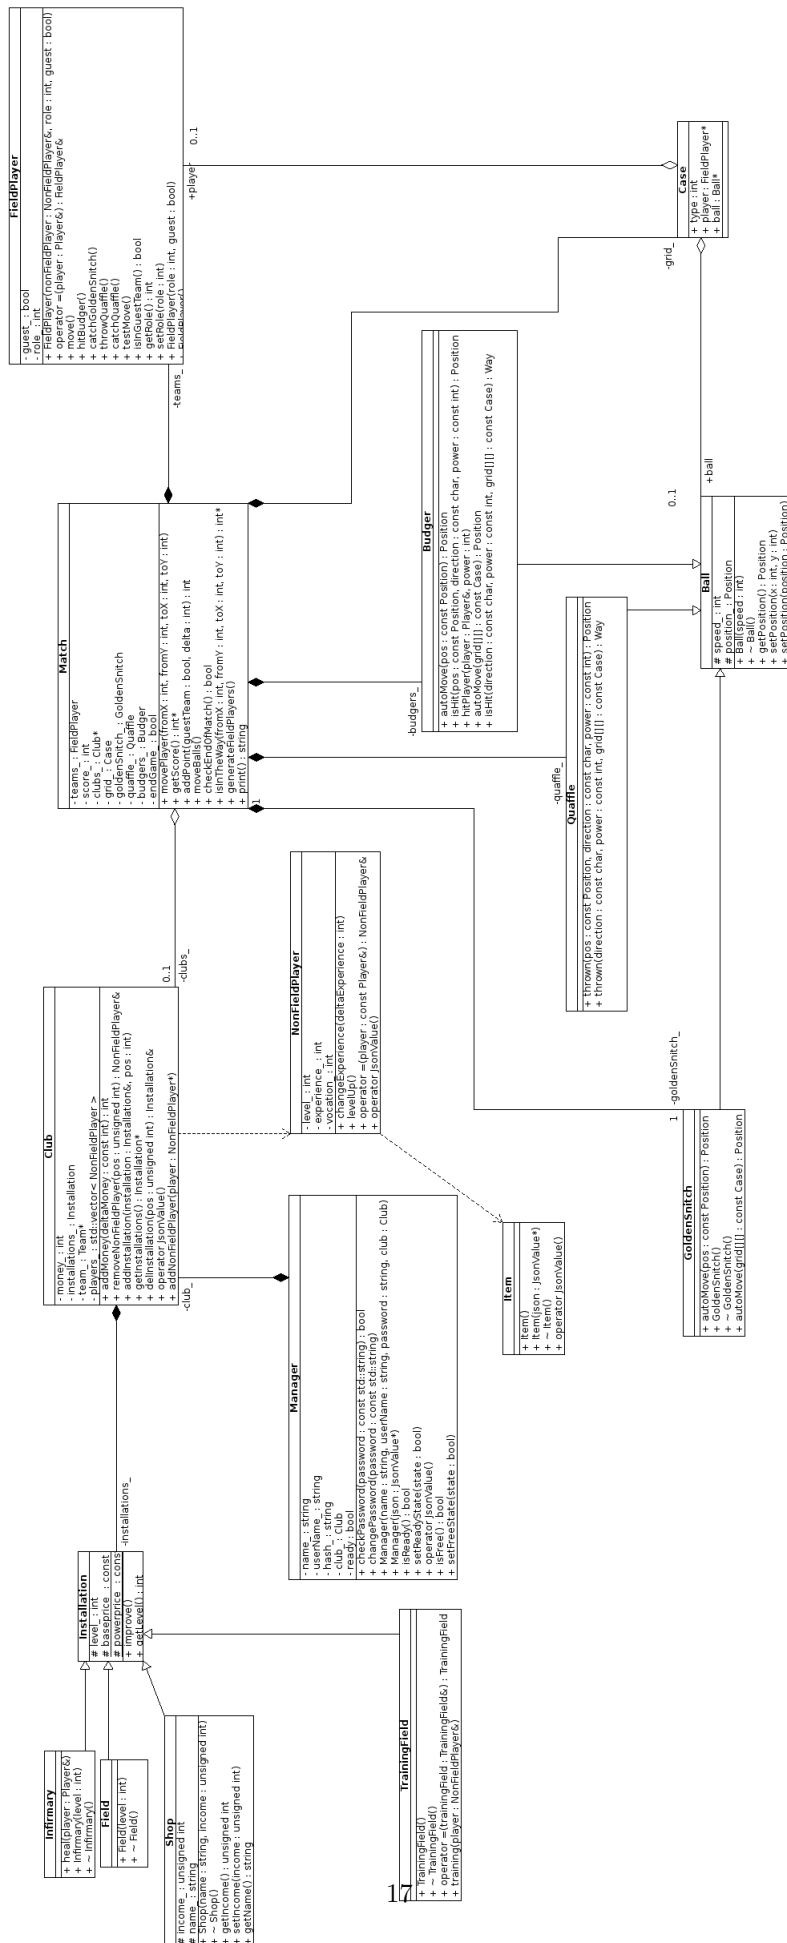 FieldPlayer
- guest_ : bool
- role_ : int
+ FieldPlayer(nonFieldPlayer : NonFieldPlayer&, role : int, guest : bool)
+ operator =(player : Player&) : FieldPlayer&
+ move()
+ hitBudger()
+ catchGoldenSnitch()
+ throwQuaffle()
+ catchQuaffle()
+ testMove()
+ isInGuestTeam() : bool
+ getRole() : int
+ setRole(role : int)
+ FieldPlayer(role : int, guest : bool)
0..1
+player
-teams_
Case
+ type : int
+ player : FieldPlayer*
+ ball : Ball*
-grid_
+ball
0..1
Match
- teams_ : FieldPlayer
- score_ : int
- clubs_ : Club*
- grid_ : Case
- goldenSnitch_ : GoldenSnitch
- quaffle_ : Quaffle
- budgers_ : Budger
- endGame_ : bool
+ movePlayer(fromX : int, fromY : int, toX : int, toY : int)
+ getScore() : int*
+ addPoint(guestTeam : bool, delta : int) : int
+ moveBalls()
+ checkEndOfMatch() : bool
+ isInTheWay(fromX : int, fromY : int, toX : int, toY : int) : int*
+ generateFieldPlayers()
+ print() : string
1
Budger
+ autoMove(pos : const Position) : Position
+ isHit(pos : const Position, direction : const char, power : const int) : Position
+ hitPlayer(player : Player&, power : int)
+ autoMove(grid[][] : const Case) : Position
+ isHit(direction : const char, power : const int, grid[][] : const Case) : Way
-budgers_
Ball
# speed_ : int
# position_ : Position
+ Ball(speed : int)
+ ~ Ball()
+ getPosition() : Position
+ setPosition(x : int, y : int)
+ setPosition(position : Position)
Quaffle
+ thrown(pos : const Position, direction : const char, power : const int) : Position
+ thrown(direction : const char, power : const int, grid[][] : const Case) : Way
-quaffle_
0..1
-clubs_
Club
- money_ : int
- installations_ : Installation
- team_ : Team*
- players_ : std::vector< NonFieldPlayer >
+ addMoney(deltaMoney : const int) : int
+ removeNonFieldPlayer(pos : unsigned int) : NonFieldPlayer&
+ addInstallation(installation : Installation&, pos : int)
+ getInstallations() : Installation*
+ delInstallation(pos : unsigned int) : Installation&
+ operator JsonValue()
+ addNonFieldPlayer(player : NonFieldPlayer*)
-club_
NonFieldPlayer
- level_ : int
- experience_ : int
- vocation_ : int
+ changeExperience(deltaExperience : int)
+ levelUp()
+ operator =(player : const Player&) : NonFieldPlayer&
+ operator JsonValue()
-goldenSnitch_
1
GoldenSnitch
+ autoMove(pos : const Position) : Position
+ GoldenSnitch()
+ ~ GoldenSnitch()
+ autoMove(grid[][] : const Case) : Position
Item
+ Item()
+ Item(json : JsonValue*)
+ ~ Item()
+ operator JsonValue()
Manager
- name_ : string
- userName_ : string
- hash_ : string
- club_ : Club
- ready : bool
+ checkPassword(password : const std::string) : bool
+ changePassword(password : const std::string)
+ Manager(name : string, userName : string, password : string, club : Club)
+ Manager(json : JsonValue*)
+ isReady() : bool
+ setReadyState(state : bool)
+ operator JsonValue()
+ isFree() : bool
+ setFreeState(state : bool)
-installations_
Installation
# level_ : int
# baseprice_ : const
# powerprice_ : cons
+ improve()
+ getLevel() : int
Infirmary
+ heal(player : Player&)
+ Infirmary(level : int)
+ ~ Infirmary()
Field
+ Field(level : int)
+ ~ Field()
Shop
# income_ : unsigned int
# name_ : string
+ Shop(name : string, income : unsigned int)
+ ~ Shop()
+ getIncome() : unsigned int
+ setIncome(income : unsigned int)
+ getName() : string
TrainingField
+ TrainingField()
+ ~ TrainingField()
+ operator =(trainingField : TrainingField&) : TrainingField
+ training(player : NonFieldPlayer&)
17